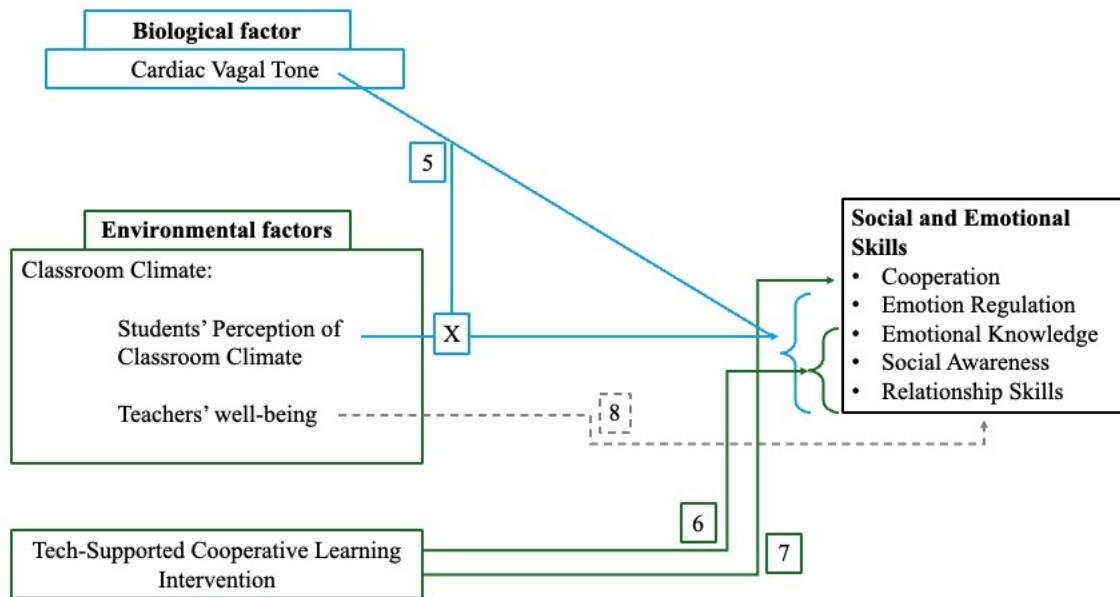 Biological factor
Cardiac Vagal Tone
5
Environmental factors
Classroom Climate:
Students’ Perception of
Classroom Climate
X
Teachers’ well-being
8
Social and Emotional
Skills
• Cooperation
• Emotion Regulation
• Emotional Knowledge
• Social Awareness
• Relationship Skills
6
7
Tech-Supported Cooperative Learning
Intervention